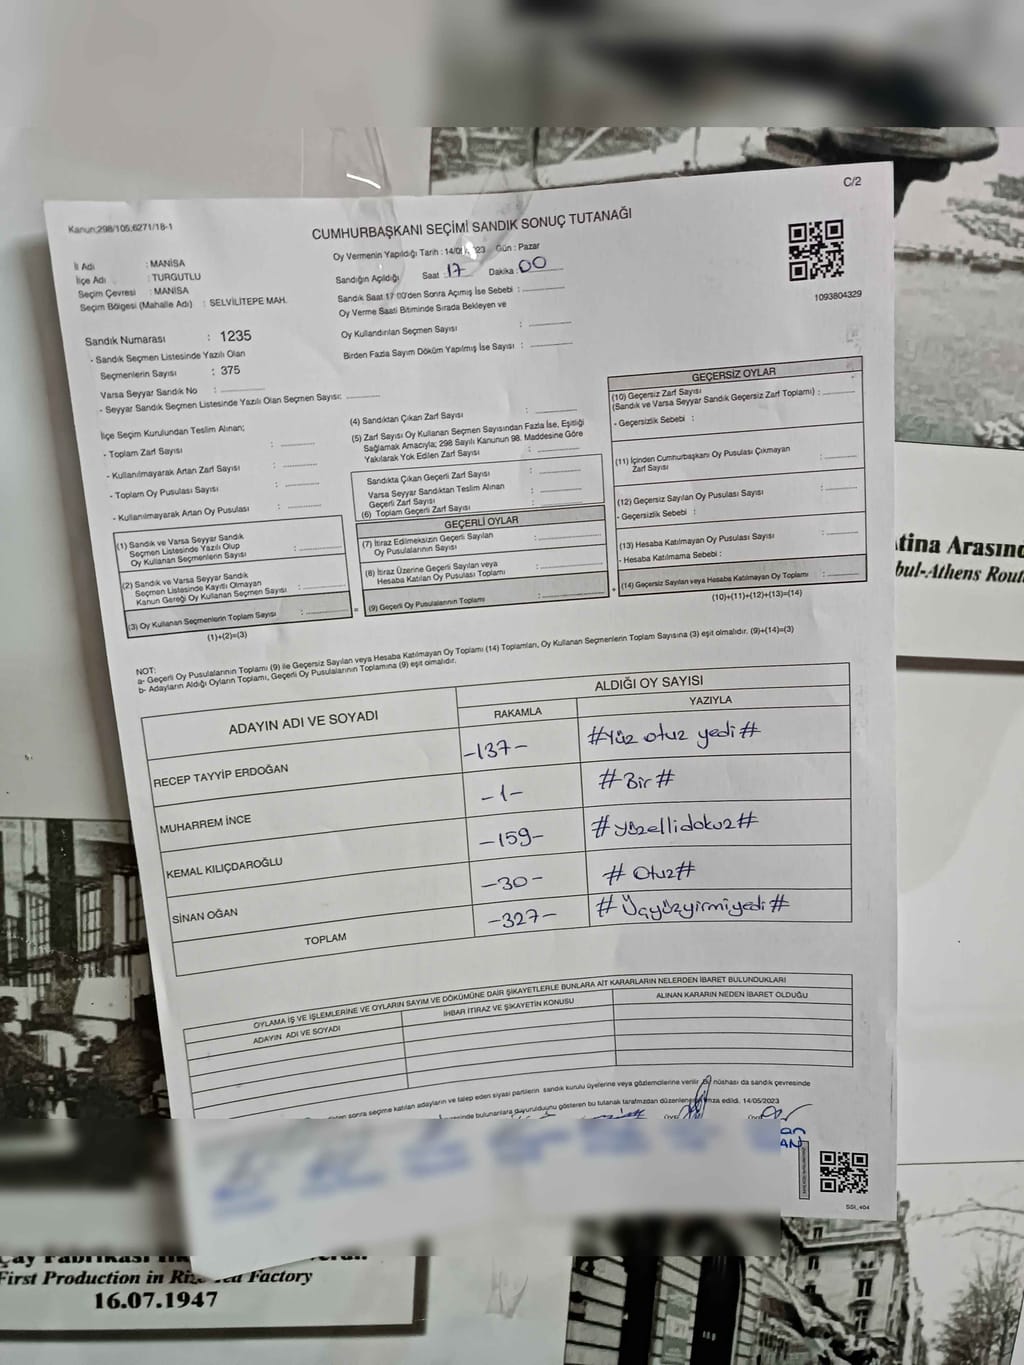 C/2
Kanun;298/105,6271/18-1
CUMHURBAŞKANI SEÇİMİ SANDIK SONUÇ TUTANAĞI
1093804329
İl Adı : MANİSA
İlçe Adı : TURGUTLU
Seçim Çevresi : MANİSA
Seçim Bölgesi (Mahalle Adı) : SELVİLİTEPE MAH.
Oy Vermenin Yapıldığı Tarih : 14/0 23 Gün : Pazar
Sandığın Açıldığı Saat : 17 Dakika : 00
Sandık Saat 17:00'den Sonra Açılmış İse Sebebi :
Oy Verme Saati Bitiminde Sırada Bekleyen ve
Oy Kullandırılan Seçmen Sayısı :
Birden Fazla Sayım Döküm Yapılmış İse Sayısı :
Sandık Numarası : 1235
- Sandık Seçmen Listesinde Yazılı Olan
Seçmenlerin Sayısı : 375
Varsa Seyyar Sandık No :
- Seyyar Sandık Seçmen Listesinde Yazılı Olan Seçmen Sayısı:
İlçe Seçim Kurulundan Teslim Alınan;
- Toplam Zarf Sayısı :
- Kullanılmayarak Artan Zarf Sayısı :
- Toplam Oy Pusulası Sayısı :
- Kullanılmayarak Artan Oy Pusulası :
(1) Sandık ve Varsa Seyyar Sandık
Seçmen Listesinde Yazılı Olup
Oy Kullanan Seçmenlerin Sayısı :
(2) Sandık ve Varsa Seyyar Sandık
Seçmen Listesinde Kayıtlı Olmayan
Kanun Gereği Oy Kullanan Seçmen Sayısı :
(3) Oy Kullanan Seçmenlerin Toplam Sayısı :
(1)+(2)=(3)
(4) Sandıktan Çıkan Zarf Sayısı :
(5) Zarf Sayısı Oy Kullanan Seçmen Sayısından Fazla İse, Eşitliği
Sağlamak Amacıyla; 298 Sayılı Kanunun 98. Maddesine Göre
Yakılarak Yok Edilen Zarf Sayısı :
Sandıkta Çıkan Geçerli Zarf Sayısı :
Varsa Seyyar Sandıktan Teslim Alınan
Geçerli Zarf Sayısı :
(6) Toplam Geçerli Zarf Sayısı :
GEÇERLİ OYLAR
(7) İtiraz Edilmeksizin Geçerli Sayılan
Oy Pusulalarının Sayısı :
(8) İtiraz Üzerine Geçerli Sayılan veya
Hesaba Katılan Oy Pusulası Toplamı :
= (9) Geçerli Oy Pusulalarının Toplamı :
GEÇERSİZ OYLAR
(10) Geçersiz Zarf Sayısı
(Sandık ve Varsa Seyyar Sandık Geçersiz Zarf Toplamı) :
- Geçersizlik Sebebi :
(11) İçinden Cumhurbaşkanı Oy Pusulası Çıkmayan
Zarf Sayısı :
(12) Geçersiz Sayılan Oy Pusulası Sayısı :
- Geçersizlik Sebebi :
(13) Hesaba Katılmayan Oy Pusulası Sayısı :
- Hesaba Katılmama Sebebi :
+ (14) Geçersiz Sayılan veya Hesaba Katılmayan Oy Toplamı :
(10)+(11)+(12)+(13)=(14)
NOT:
a- Geçerli Oy Pusulalarının Toplamı (9) ile Geçersiz Sayılan veya Hesaba Katılmayan Oy Toplamı (14) Toplamları, Oy Kullanan Seçmenlerin Toplam Sayısına (3) eşit olmalıdır. (9)+(14)=(3)
b- Adayların Aldığı Oyların Toplamı, Geçerli Oy Pusulalarının Toplamına (9) eşit olmalıdır.
ADAYIN ADI VE SOYADI ALDIĞI OY SAYISI
RAKAMLA YAZIYLA
RECEP TAYYİP ERDOĞAN -137- #Yüz otuz yedi#
MUHARREM İNCE -1- #Bir#
KEMAL KILIÇDAROĞLU -159- #yüzellidokuz#
SİNAN OĞAN -30- #Otuz#
TOPLAM -327- #Üçyüzyirmiyedi#
OYLAMA İŞ VE İŞLEMLERİNE VE OYLARIN SAYIM VE DÖKÜMÜNE DAİR ŞİKAYETLERLE BUNLARA AİT KARARLARIN NELERDEN İBARET BULUNDUKLARI
ADAYIN ADI VE SOYADI İHBAR İTİRAZ VE ŞİKAYETİN KONUSU ALINAN KARARIN NEDEN İBARET OLDUĞU
sonra seçime katılan adayların ve talep eden siyasi partilerin sandık kurulu üyelerine veya gözlemcilerine verilir. Bir nüshası da sandık çevresinde
bulunanlara duyurulduğunu gösteren bu tutanak tarafımızdan düzenlenerek imza edildi. 14/05/2023
SSI_404
tina Arasınd
bul-Athens Rout
Çay Fabrikası
First Production in Rize Tea Factory
16.07.1947